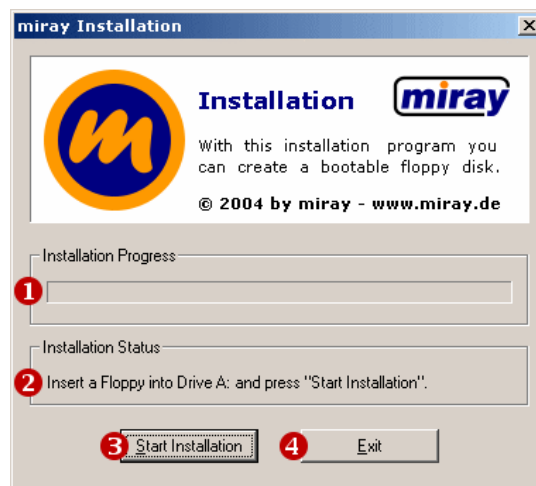 miray Installation
m
Installation
miray
With this installation program you
can create a bootable floppy disk.
© 2004 by miray - www.miray.de
Installation Progress
1
Installation Status
2 Insert a Floppy into Drive A: and press "Start Installation".
3 Start Installation 4 Exit